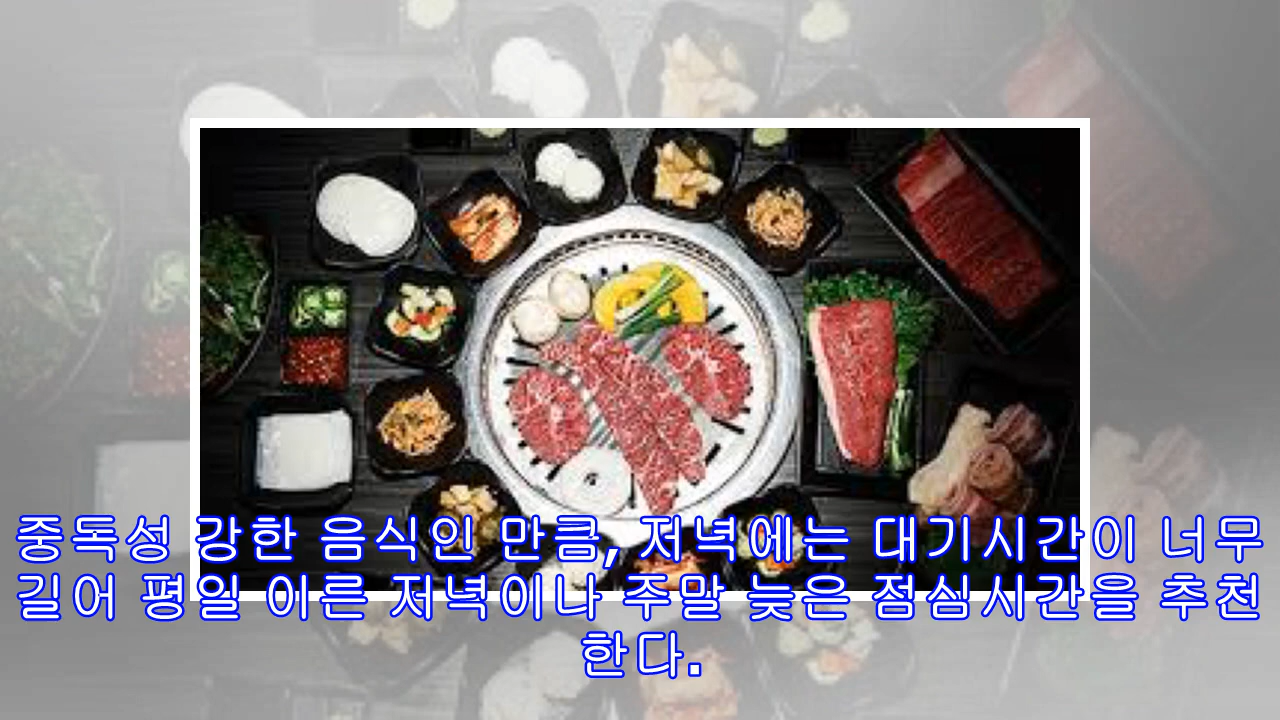 중독성 강한 음식인 만큼, 저녁에는 대기시간이 너무
길어 평일 이른 저녁이나 주말 늦은 점심시간을 추천
한다.